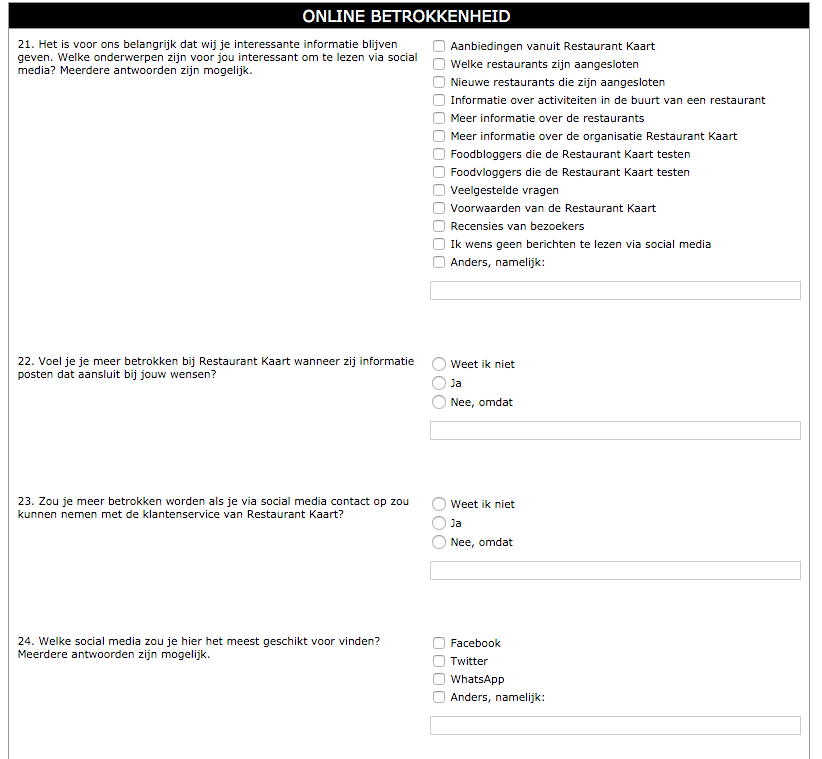 ONLINE BETROKKENHEID
21. Het is voor ons belangrijk dat wij je interessante informatie blijven
geven. Welke onderwerpen zijn voor jou interessant om te lezen via social
media? Meerdere antwoorden zijn mogelijk.
Aanbiedingen vanuit Restaurant Kaart
Welke restaurants zijn aangesloten
Nieuwe restaurants die zijn aangesloten
Informatie over activiteiten in de buurt van een restaurant
Meer informatie over de restaurants
Meer informatie over de organisatie Restaurant Kaart
Foodbloggers die de Restaurant Kaart testen
Foodvloggers die de Restaurant Kaart testen
Veelgestelde vragen
Voorwaarden van de Restaurant Kaart
Recensies van bezoekers
Ik wens geen berichten te lezen via social media
Anders, namelijk:
22. Voel je je meer betrokken bij Restaurant Kaart wanneer zij informatie
posten dat aansluit bij jouw wensen?
Weet ik niet
Ja
Nee, omdat
23. Zou je meer betrokken worden als je via social media contact op zou
kunnen nemen met de klantenservice van Restaurant Kaart?
Weet ik niet
Ja
Nee, omdat
24. Welke social media zou je hier het meest geschikt voor vinden?
Meerdere antwoorden zijn mogelijk.
Facebook
Twitter
WhatsApp
Anders, namelijk: